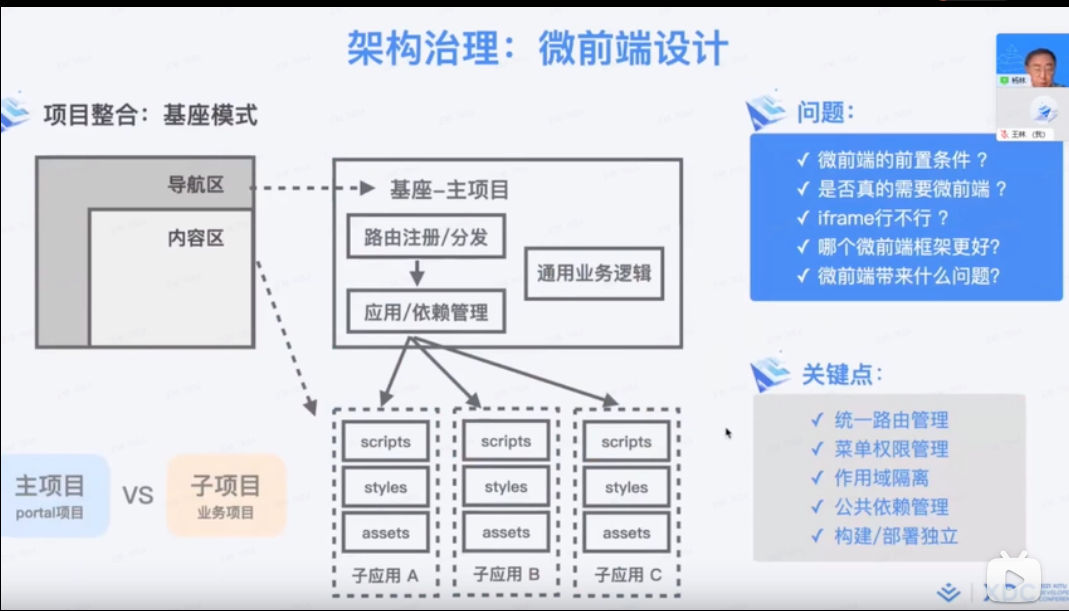 架构治理：微前端设计
项目整合：基座模式
导航区
内容区
基座-主项目
路由注册/分发
应用/依赖管理
通用业务逻辑
scripts
styles
assets
子应用 A
scripts
styles
assets
子应用 B
scripts
styles
assets
子应用 C
主项目
portal项目
VS
子项目
业务项目
问题：
✓ 微前端的前置条件？
✓ 是否真的需要微前端？
✓ iframe行不行？
✓ 哪个微前端框架更好?
✓ 微前端带来什么问题?
关键点：
✓ 统一路由管理
✓ 菜单权限管理
✓ 作用域隔离
✓ 公共依赖管理
✓ 构建/部署独立
杨林
王林（我）
XDC